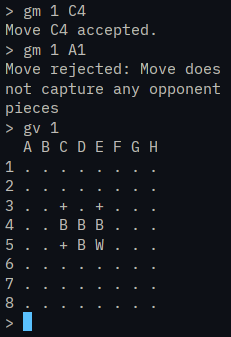 > gm 1 C4
Move C4 accepted.
> gm 1 A1
Move rejected: Move does
not capture any opponent
pieces
> gv 1
  A B C D E F G H
1 . . . . . . . .
2 . . . . . . . .
3 . . + . + . . .
4 . . B B B . . .
5 . . + B W . . .
6 . . . . . . . .
7 . . . . . . . .
8 . . . . . . . .
>